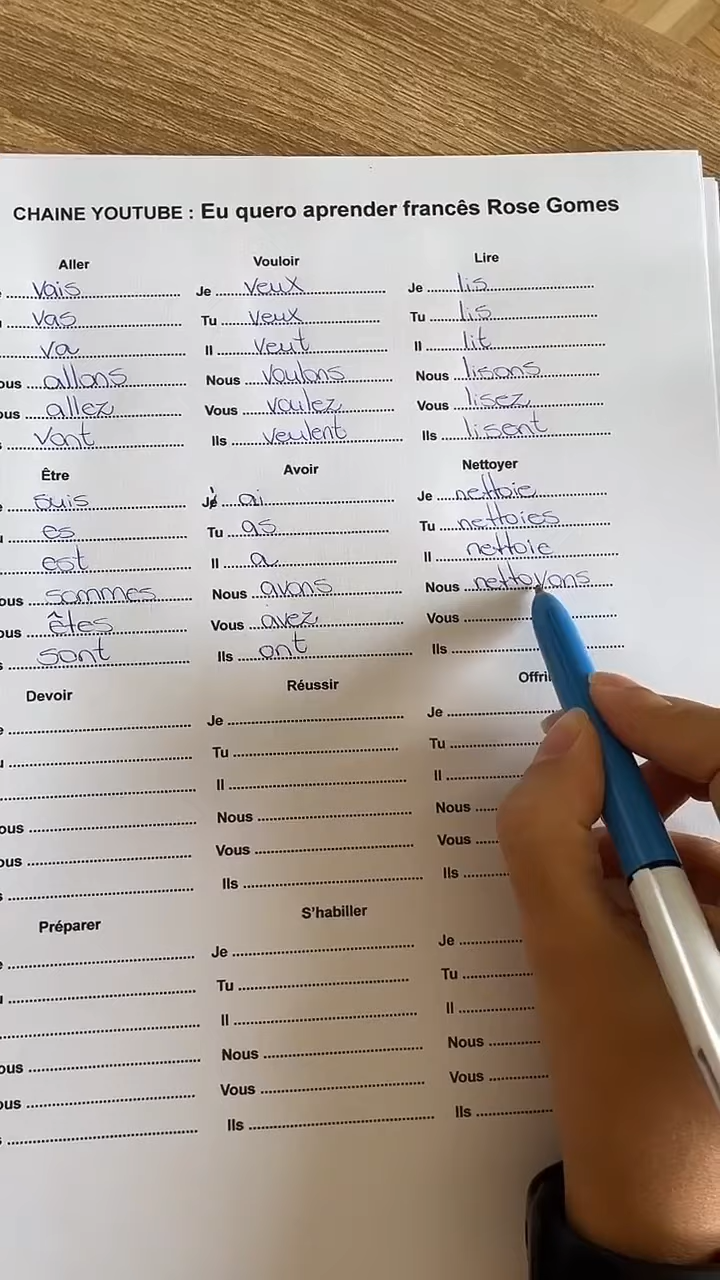 CHAINE YOUTUBE : Eu quero aprender francês Rose Gomes
Aller Vouloir Lire
vais Je veux Je lis
vas Tu veux Tu lis
va Il veut Il lit
ous allons Nous voulons Nous lisons
ous allez Vous voulez Vous lisez
vont Ils veulent Ils lisent
Être Avoir Nettoyer
suis J' ai Je nettoie
es Tu as Tu nettoies
est Il a Il nettoie
ous sommes Nous avons Nous nettoyons
ous êtes Vous avez Vous
sont Ils ont Ils
Devoir Réussir Offri
Je Je
Tu Tu
Il Il
ous Nous Nous
ous Vous Vous
Ils Ils
Préparer S'habiller
Je Je
Tu Tu
Il Il
ous Nous Nous
ous Vous Vous
Ils Ils